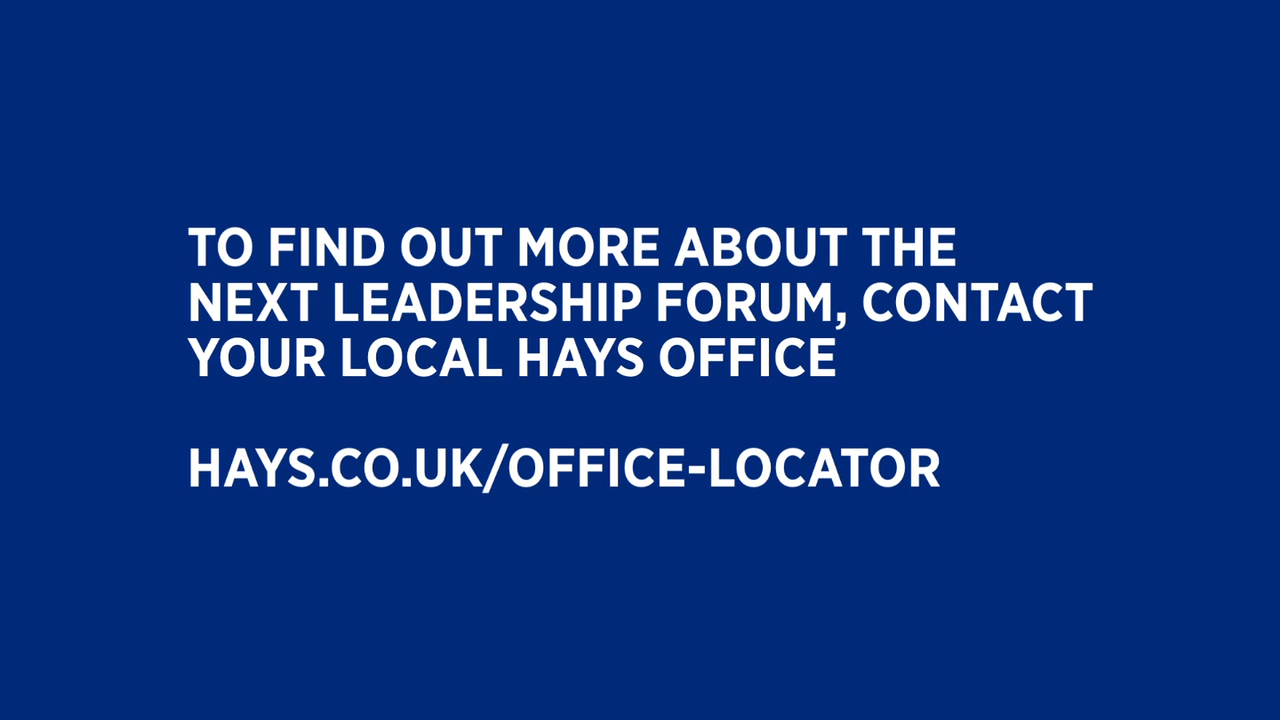 TO FIND OUT MORE ABOUT THE
NEXT LEADERSHIP FORUM, CONTACT
YOUR LOCAL HAYS OFFICE
HAYS.CO.UK/OFFICE-LOCATOR